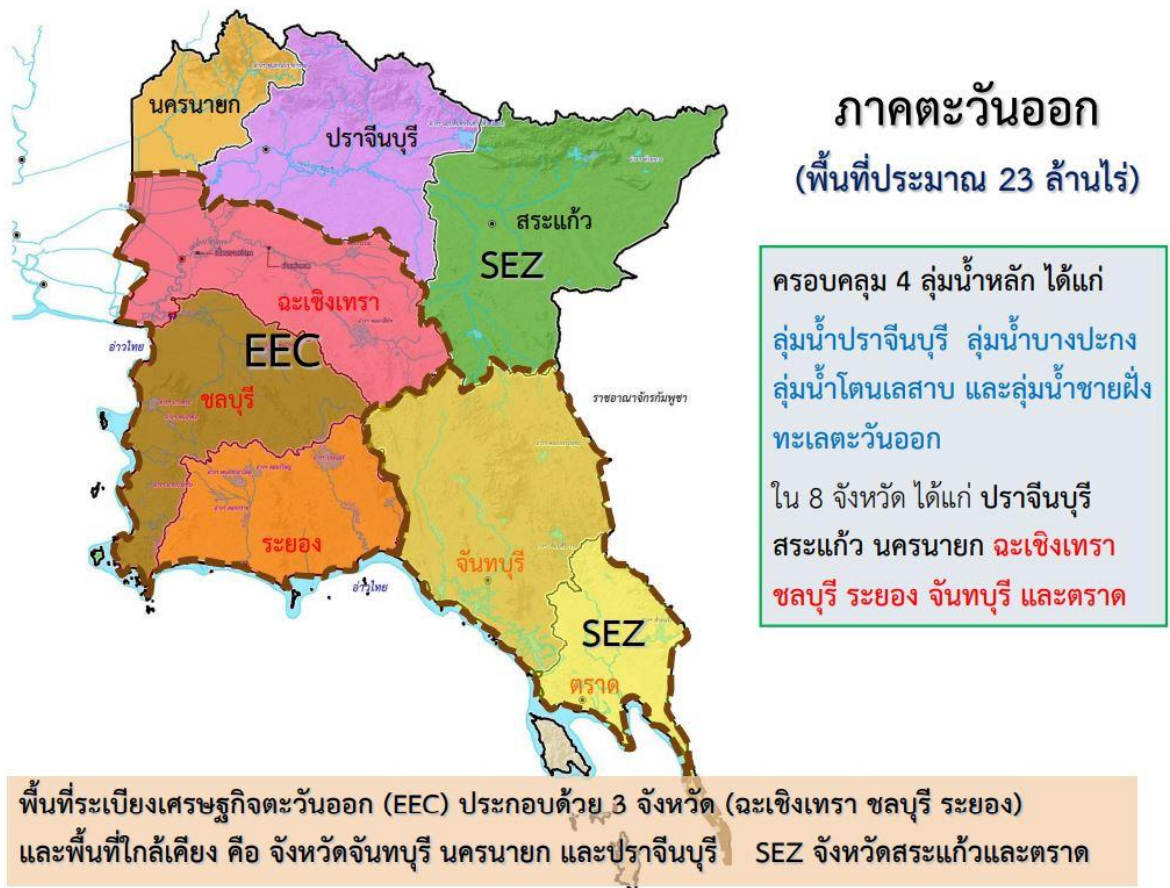 ภาคตะวันออก
(พื้นที่ประมาณ 23 ล้านไร่)
นครนายก
ปราจีนบุรี
สระแก้ว
SEZ
ฉะเชิงเทรา
EEC
อ่าวไทย
ชลบุรี
ราชอาณาจักรกัมพูชา
ระยอง
จันทบุรี
อ่าวไทย
SEZ
ตราด
ครอบคลุม 4 ลุ่มน้ำหลัก ได้แก่
ลุ่มน้ำปราจีนบุรี ลุ่มน้ำบางปะกง
ลุ่มน้ำโตนเลสาบ และลุ่มน้ำชายฝั่ง
ทะเลตะวันออก
ใน 8 จังหวัด ได้แก่ ปราจีนบุรี
สระแก้ว นครนายก ฉะเชิงเทรา
ชลบุรี ระยอง จันทบุรี และตราด
พื้นที่ระเบียงเศรษฐกิจตะวันออก (EEC) ประกอบด้วย 3 จังหวัด (ฉะเชิงเทรา ชลบุรี ระยอง)
และพื้นที่ใกล้เคียง คือ จังหวัดจันทบุรี นครนายก และปราจีนบุรี SEZ จังหวัดสระแก้วและตราด